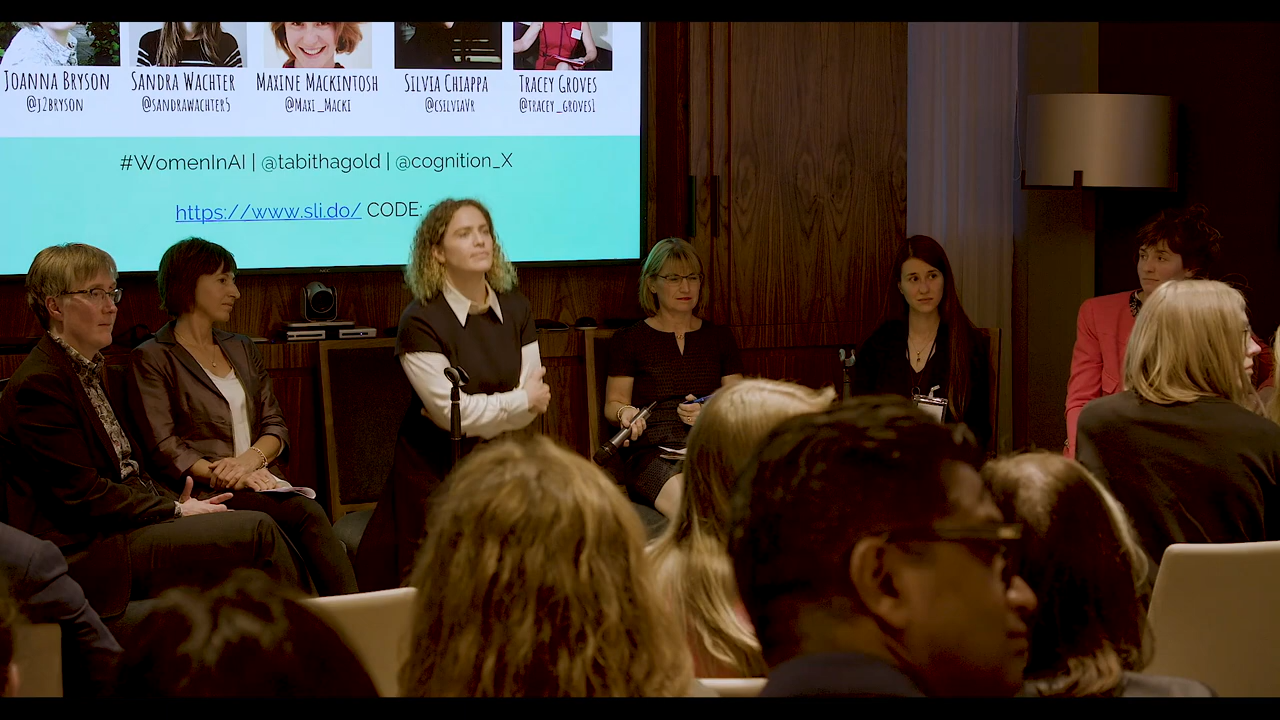 JOANNA BRYSON SANDRA WACHTER MAXINE MACKINTOSH SILVIA CHIAPPA TRACEY GROVES
@J2BRYSON @SANDRAWACHTER5 @MAXI_MACKI @CSILVIAVR @TRACEY_GROVES1
#WomenInAI | @tabithagold | @cognition_X
https://www.sli.do/ CODE: